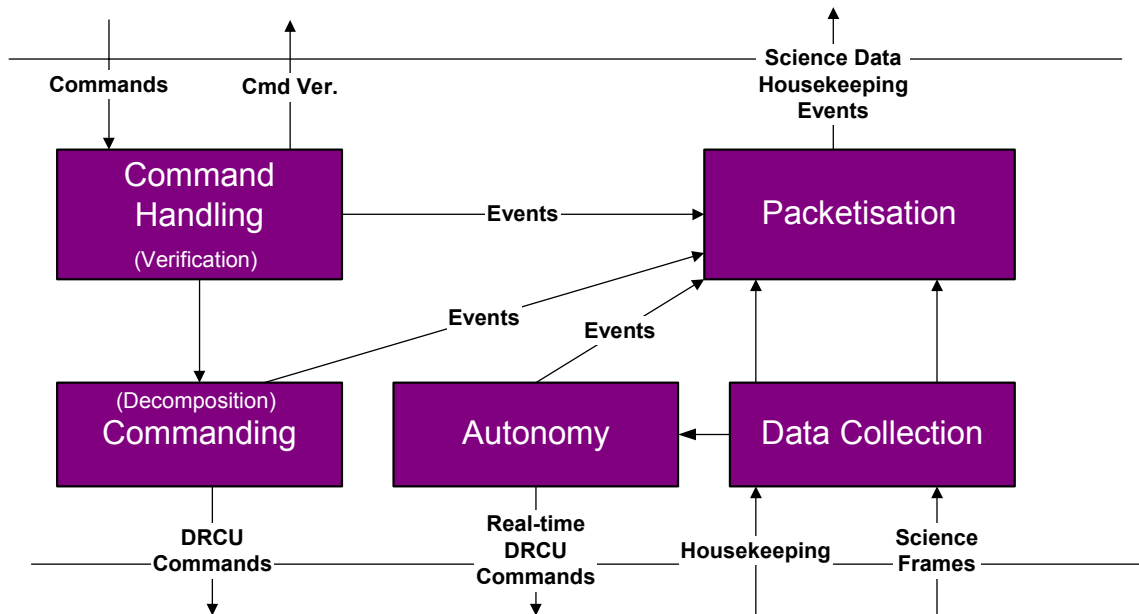 Commands
Cmd Ver.
Science Data
Housekeeping
Events
Command
Handling
(Verification)
Events
Packetisation
Events
Events
(Decomposition)
Commanding
Autonomy
Data Collection
DRCU
Commands
Real-time
DRCU
Commands
Housekeeping
Science
Frames